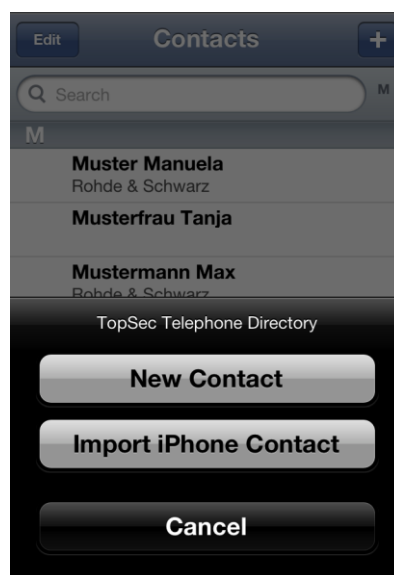 Edit Contacts +
Search M
M
Muster Manuela
Rohde & Schwarz
Musterfrau Tanja
Mustermann Max
Rohde & Schwarz
TopSec Telephone Directory
New Contact
Import iPhone Contact
Cancel